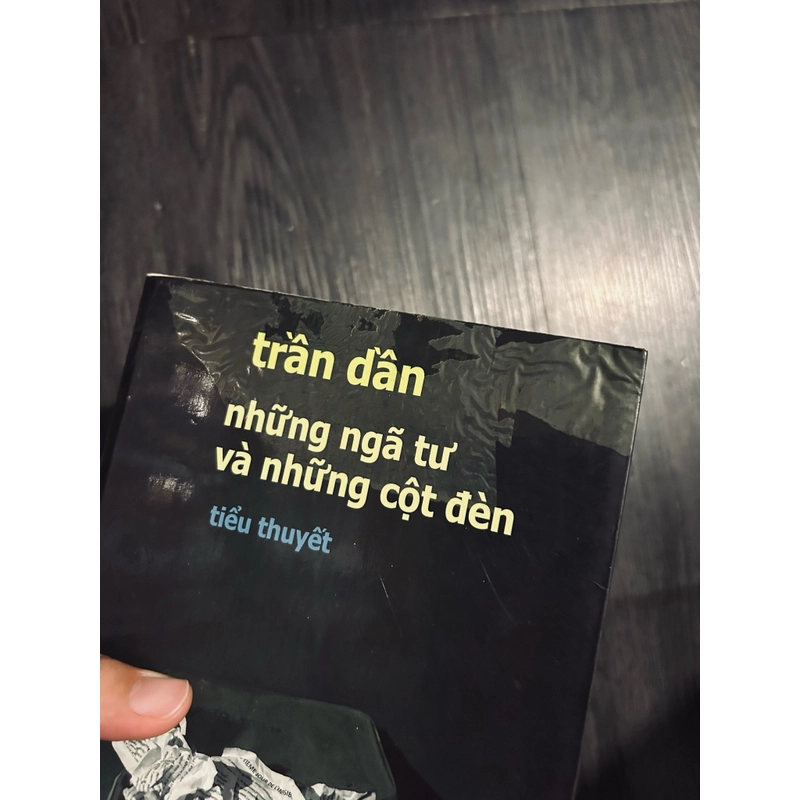 trần dần
những ngã tư
và những cột đèn
tiểu thuyết